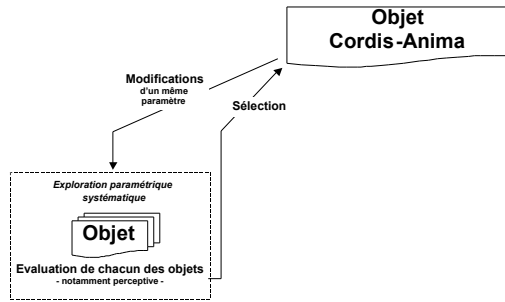 Objet
Cordis-Anima
Modifications
d'un même
paramètre
Sélection
Exploration paramétrique
systématique
Objet
Evaluation de chacun des objets
- notamment perceptive -